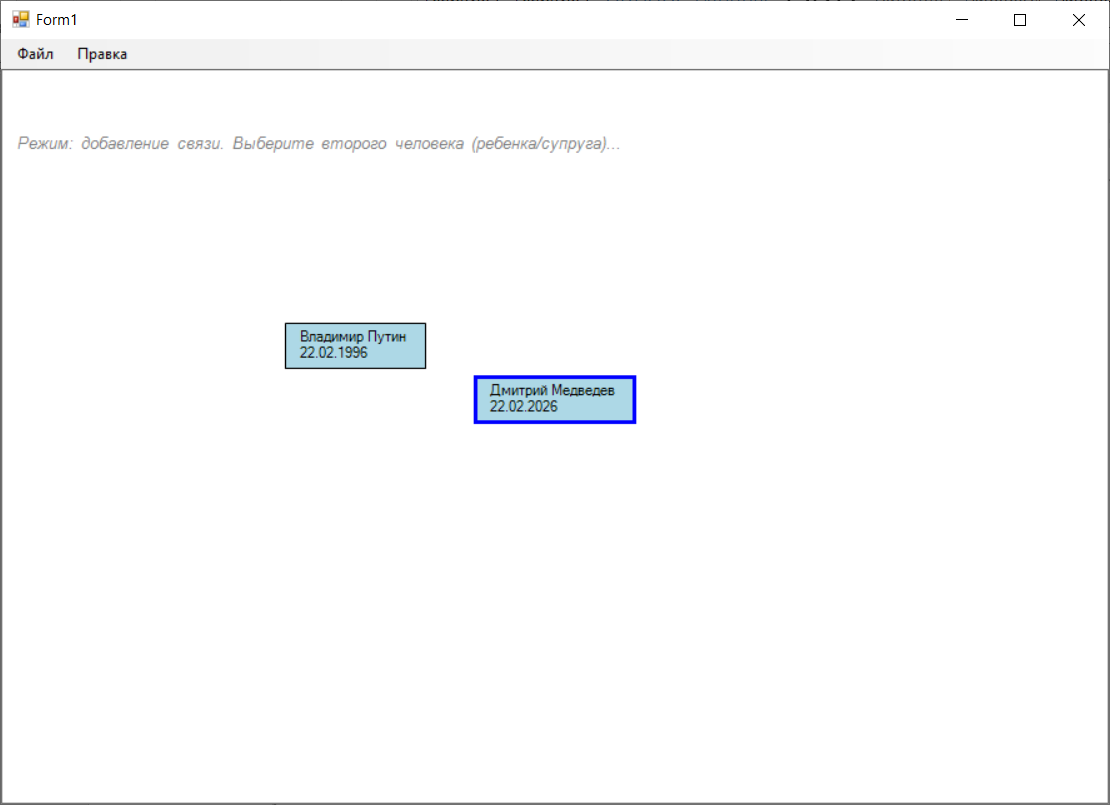 Form1
Файл Правка
Режим: добавление связи. Выберите второго человека (ребенка/супруга)...
Владимир Путин
22.02.1996
Дмитрий Медведев
22.02.2026